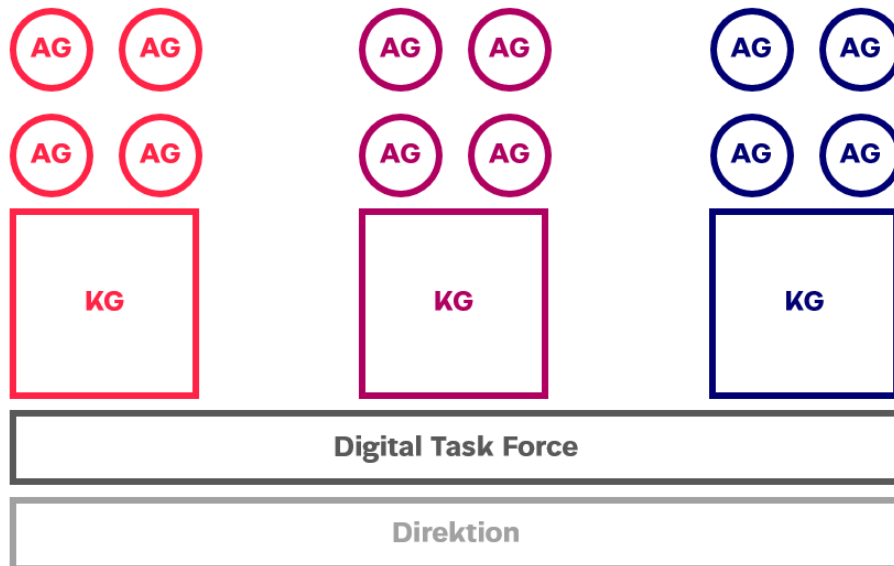 AG AG AG AG AG AG
AG AG AG AG AG AG
KG KG KG
Digital Task Force
Direktion